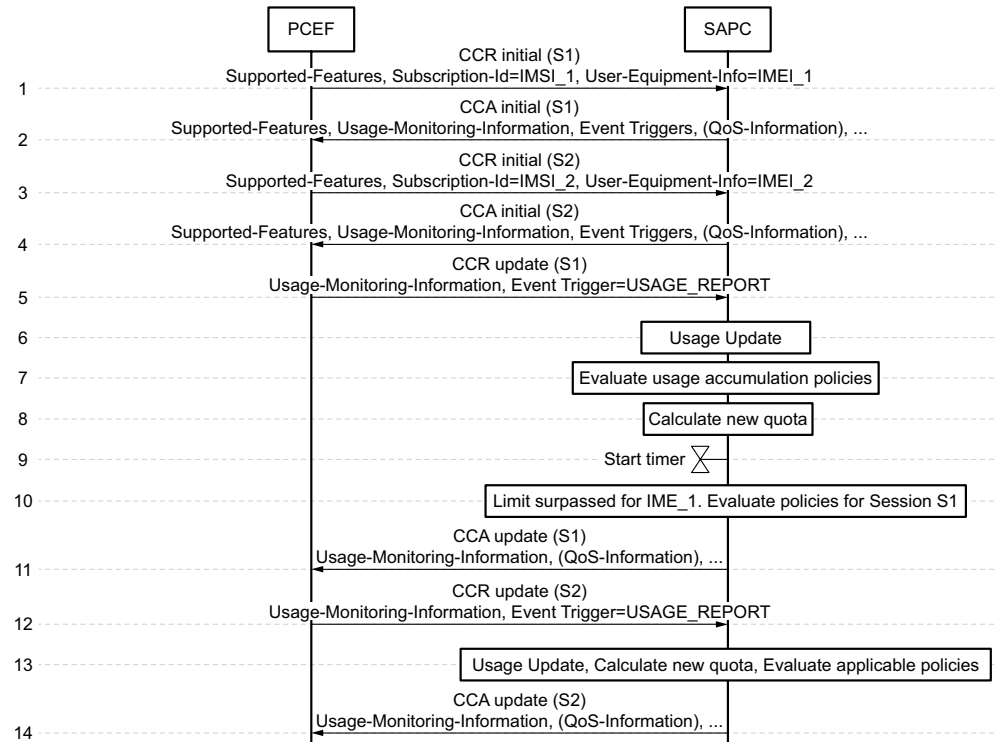 PCEF
SAPC
CCR initial (S1)
Supported-Features, Subscription-Id=IMSI_1, User-Equipment-Info=IMEI_1
1
CCA initial (S1)
Supported-Features, Usage-Monitoring-Information, Event Triggers, (QoS-Information), ...
2
CCR initial (S2)
Supported-Features, Subscription-Id=IMSI_2, User-Equipment-Info=IMEI_2
3
CCA initial (S2)
Supported-Features, Usage-Monitoring-Information, Event Triggers, (QoS-Information), ...
4
CCR update (S1)
Usage-Monitoring-Information, Event Trigger=USAGE_REPORT
5
6
Usage Update
7
Evaluate usage accumulation policies
8
Calculate new quota
9
Start timer
10
Limit surpassed for IME_1. Evaluate policies for Session S1
CCA update (S1)
Usage-Monitoring-Information, (QoS-Information), ...
11
CCR update (S2)
Usage-Monitoring-Information, Event Trigger=USAGE_REPORT
12
13
Usage Update, Calculate new quota, Evaluate applicable policies
CCA update (S2)
Usage-Monitoring-Information, (QoS-Information), ...
14